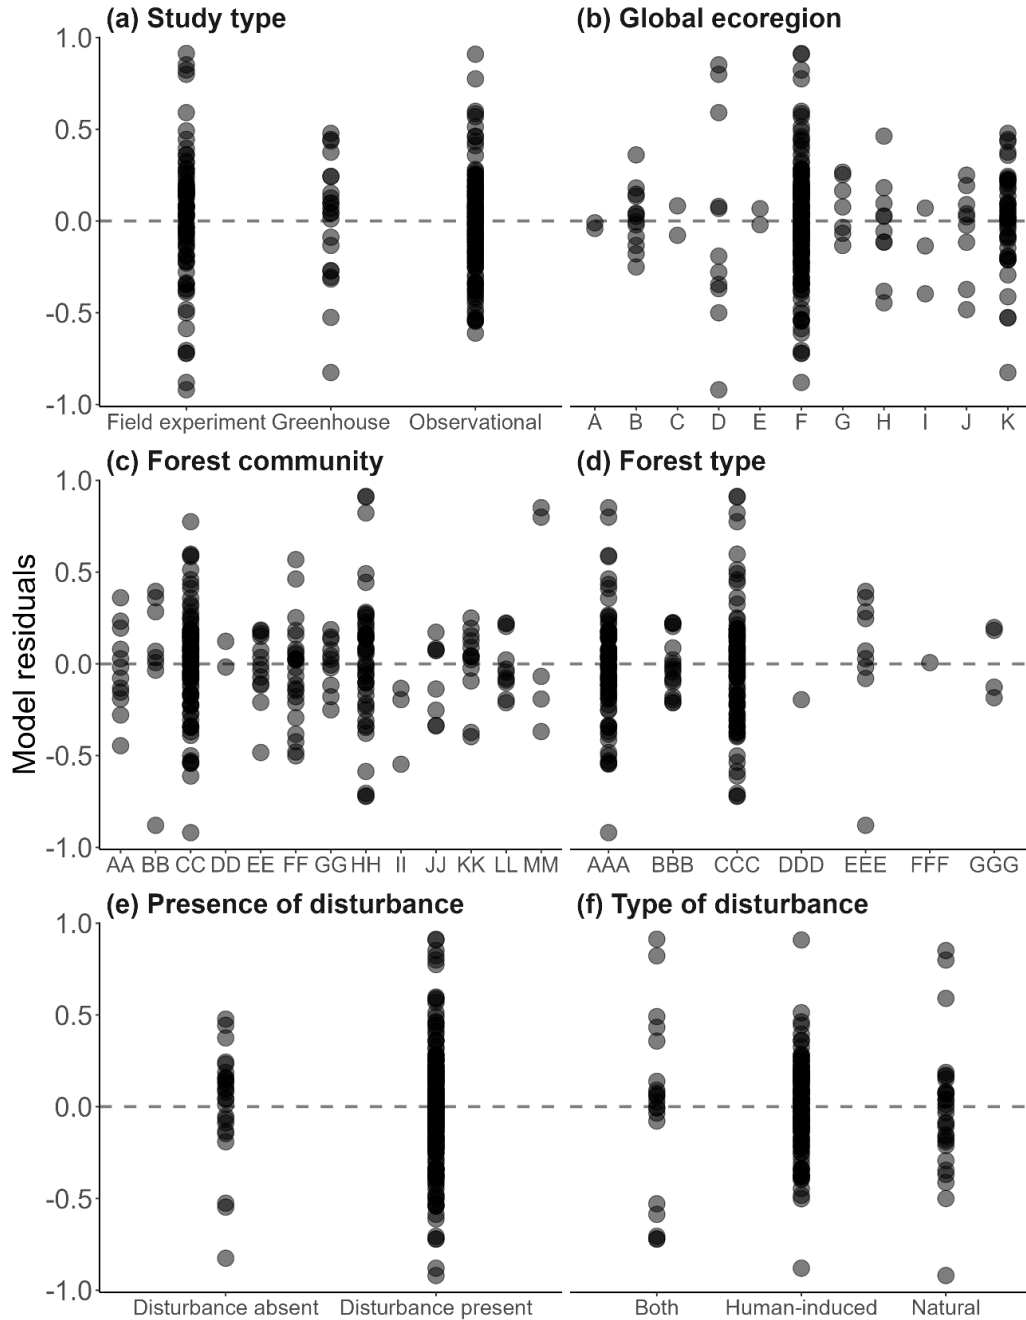 (a) Study type
(b) Global ecoregion
1.0
0.5
0.0
-0.5
-1.0
Field experiment Greenhouse Observational
A B C D E F G H I J K
(c) Forest community
(d) Forest type
Model residuals
1.0
0.5
0.0
-0.5
-1.0
AA BB CC DD EE FF GG HH II JJ KK LL MM
AAA BBB CCC DDD EEE FFF GGG
(e) Presence of disturbance
(f) Type of disturbance
1.0
0.5
0.0
-0.5
-1.0
Disturbance absent Disturbance present
Both Human-induced Natural